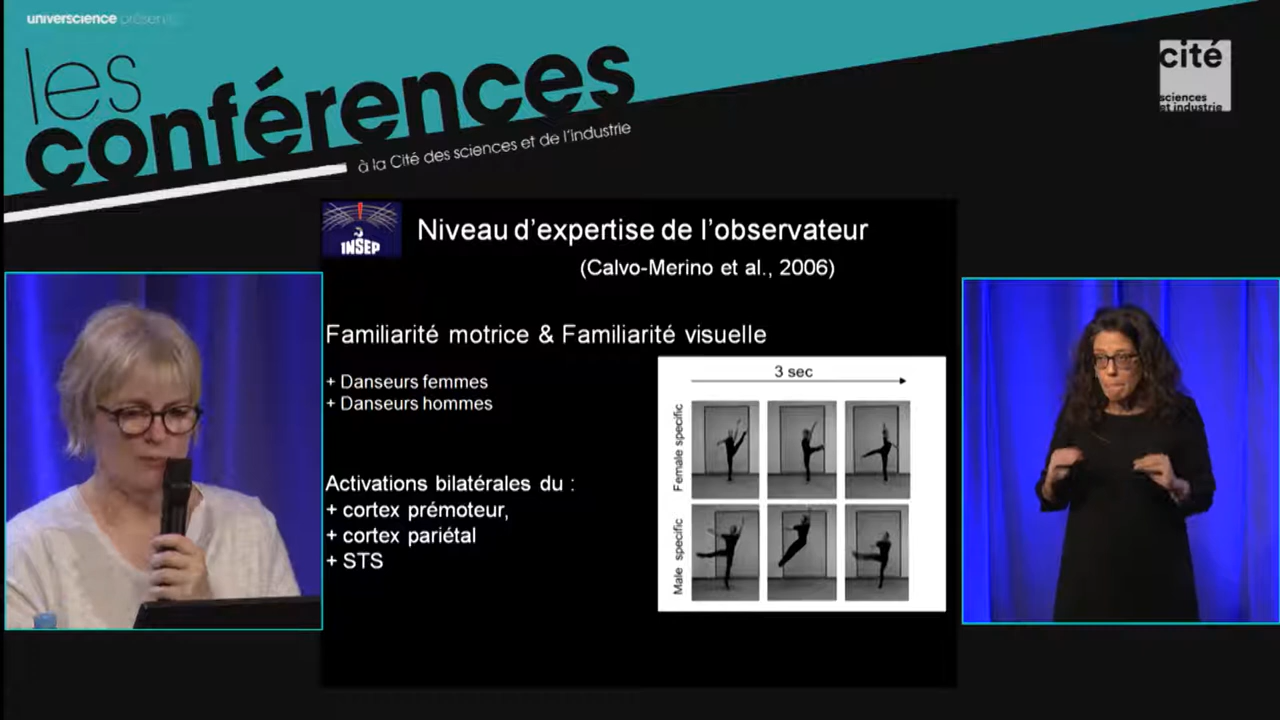 universcience présente
les
conférences
à la Cité des sciences et de l'industrie
cité
sciences
et industrie
INSEP
Niveau d'expertise de l'observateur
(Calvo-Merino et al., 2006)
Familiarité motrice & Familiarité visuelle
+ Danseurs femmes
+ Danseurs hommes
Activations bilatérales du :
+ cortex prémoteur,
+ cortex pariétal
+ STS
3 sec
Female specific
Male specific